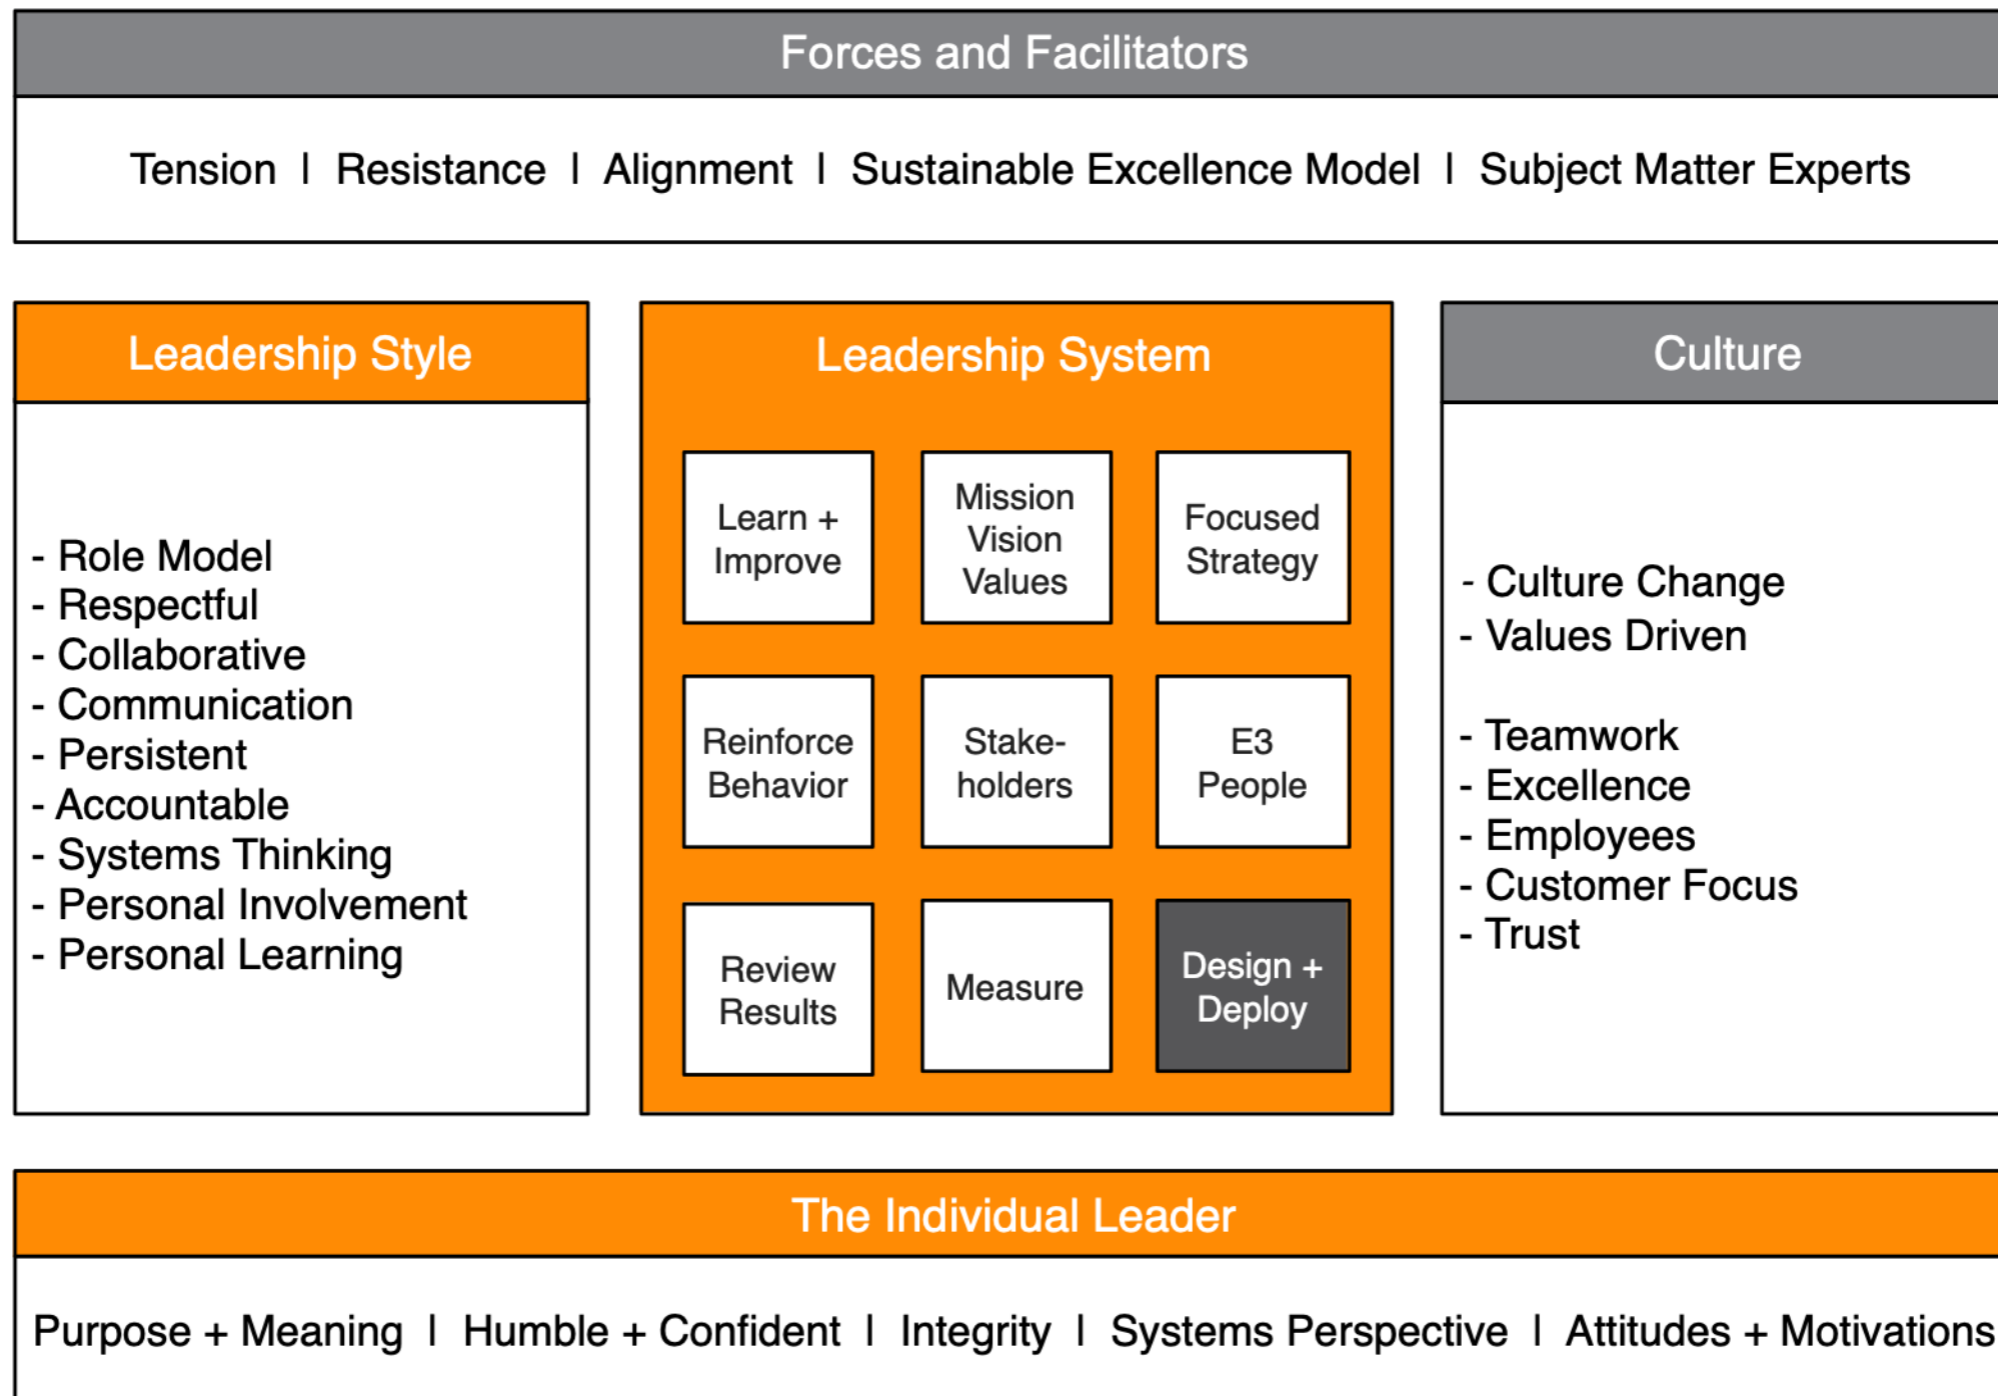 Forces and Facilitators
Tension | Resistance | Alignment | Sustainable Excellence Model | Subject Matter Experts
Leadership Style
- Role Model
- Respectful
- Collaborative
- Communication
- Persistent
- Accountable
- Systems Thinking
- Personal Involvement
- Personal Learning
Leadership System
Learn +
Improve
Mission
Vision
Values
Focused
Strategy
Reinforce
Behavior
Stake-
holders
E3
People
Review
Results
Measure
Design +
Deploy
Culture
- Culture Change
- Values Driven
- Teamwork
- Excellence
- Employees
- Customer Focus
- Trust
The Individual Leader
Purpose + Meaning | Humble + Confident | Integrity | Systems Perspective | Attitudes + Motivations